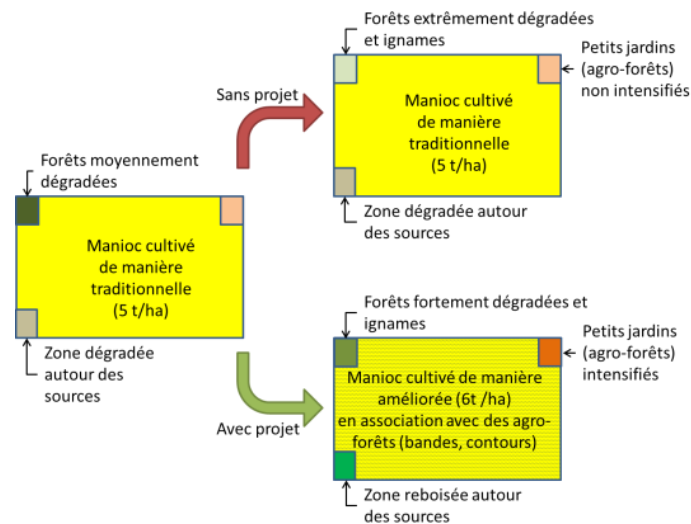 Forêts extrêmement dégradées
et ignames
Petits jardins
(agro-forêts)
non intensifiés
Sans projet
Manioc cultivé
de manière
traditionnelle
(5 t/ha)
Zone dégradée autour
des sources
Forêts moyennement
dégradées
Manioc cultivé
de manière
traditionnelle
(5 t/ha)
Zone dégradée
autour des
sources
Avec projet
Forêts fortement dégradées et
ignames
Petits jardins
(agro-forêts)
intensifiés
Manioc cultivé de manière
améliorée (6t /ha)
en association avec des agro-
forêts (bandes, contours)
Zone reboisée autour
des sources